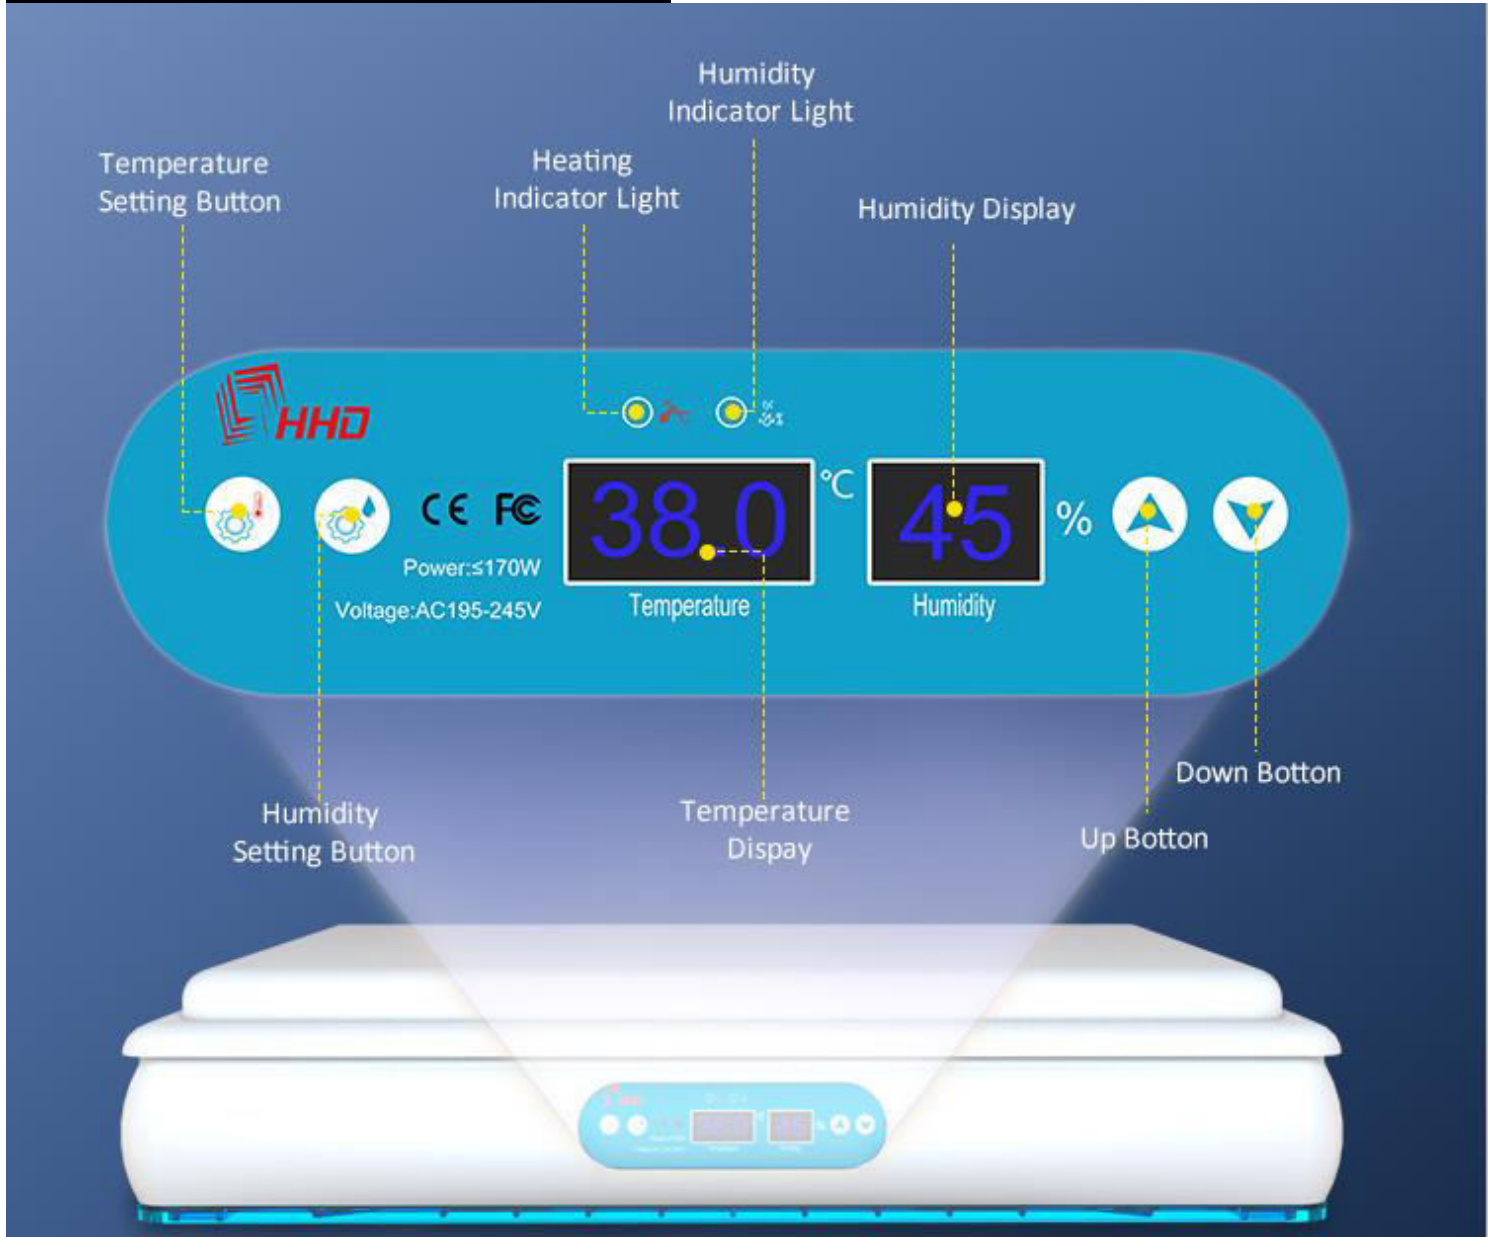 Humidity
Indicator Light
Temperature
Setting Button
Heating
Indicator Light
Humidity Display
HHD
38.0
℃
45
%
CE FC
Power:≤170W
Voltage:AC195-245V
Temperature
Humidity
Down Botton
Humidity
Setting Button
Temperature
Dispay
Up Botton